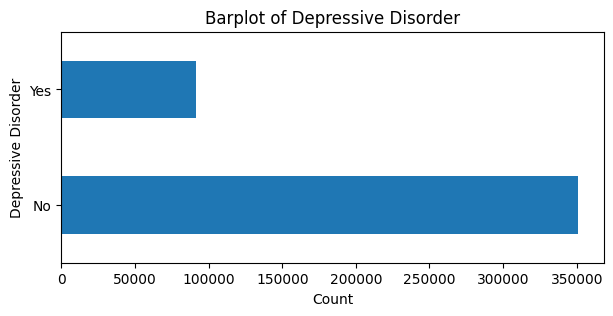 Barplot of Depressive Disorder
Depressive Disorder
Yes
No
0 50000 100000 150000 200000 250000 300000 350000
Count